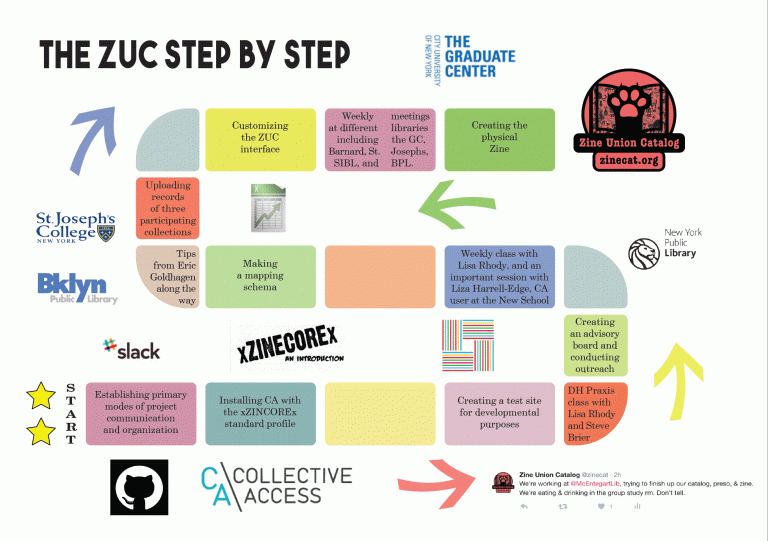 THE ZUC STEP BY STEP
CITY UNIVERSITY
OF NEW YORK
THE
GRADUATE
CENTER
Zine Union Catalog
zinecat.org
Customizing
the ZUC
interface
Weekly meetings
at different libraries
including the GC,
Barnard, St. Josephs,
SIBL, and BPL.
Creating the
physical
Zine
Uploading
records
of three
participating
collections
X
St. Joseph's
College
NEW YORK
New York
Public
Library
Tips
from Eric
Goldhagen
along the
way
Making
a mapping
schema
Weekly class with
Lisa Rhody, and an
important session with
Liza Harrell-Edge, CA
user at the New School
Bklyn
Public Library
slack
xZINECOREx
AN INTRODUCTION
Creating
an advisory
board and
conducting
outreach
START
Establishing primary
modes of project
communication
and organization
Installing CA with
the xZINCOREx
standard profile
Creating a test site
for developmental
purposes
DH Praxis
class with
Lisa Rhody
and Steve
Brier
CA
COLLECTIVE
ACCESS
Zine Union Catalog @zinecat · 2h
We're working at @McEntegartLib, trying to finish up our catalog, preso, & zine.
We're eating & drinking in the group study rm. Don't tell.
1